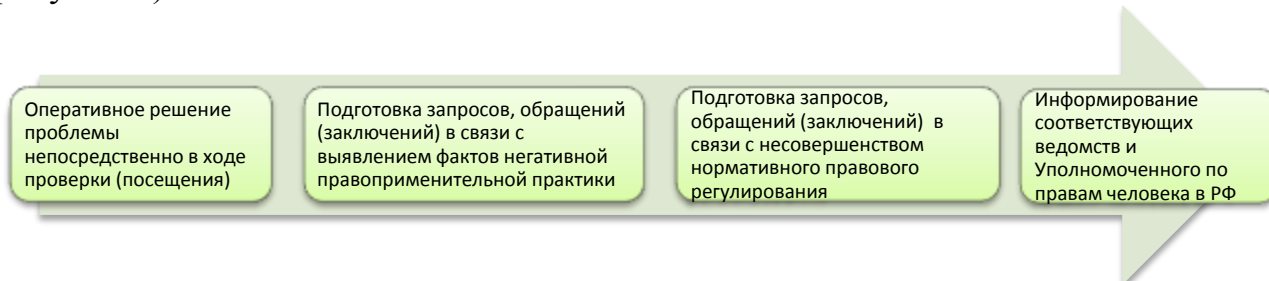 Оперативное решение
проблемы
непосредственно в ходе
проверки (посещения)
Подготовка запросов, обращений
(заключений) в связи с
выявлением фактов негативной
правоприменительной практики
Подготовка запросов,
обращений (заключений) в
связи с несовершенством
нормативного правового
регулирования
Информирование
соответствующих
ведомств и
Уполномоченного по
правам человека в РФ